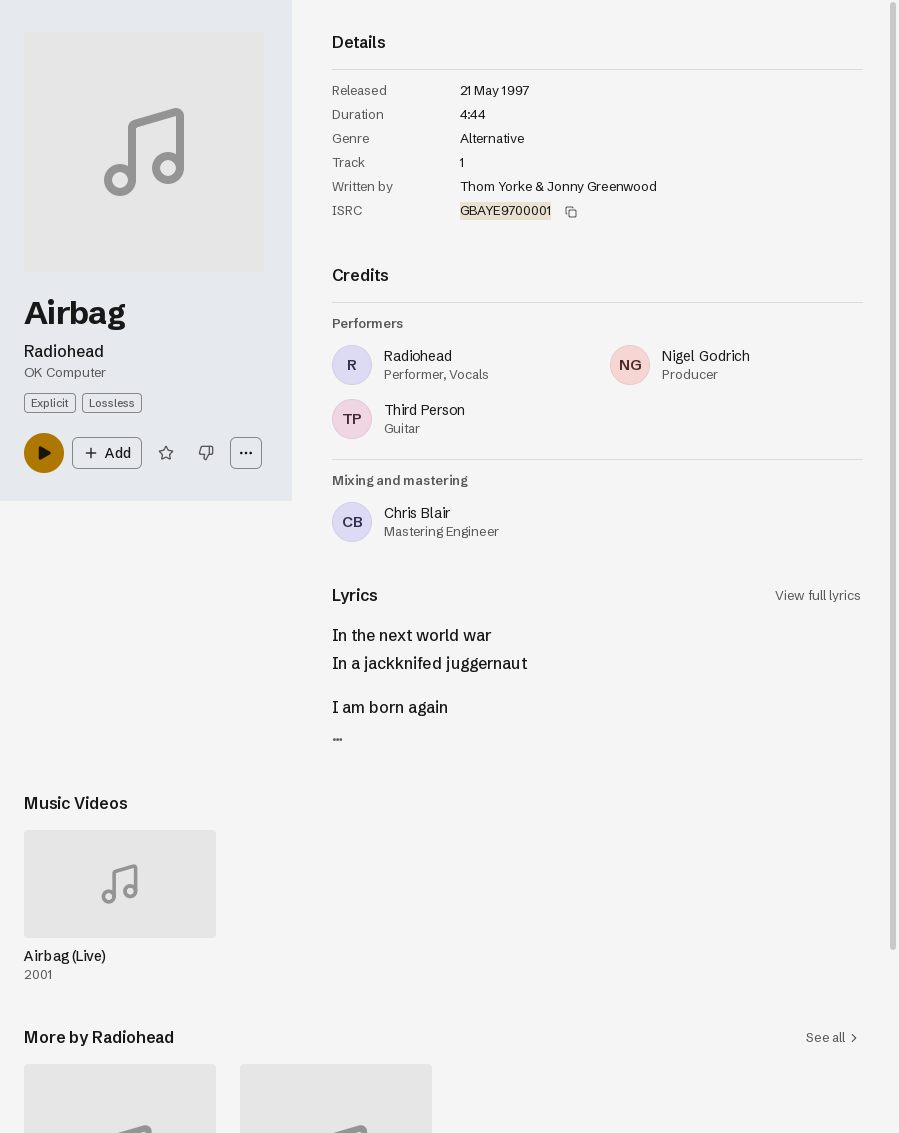 Airbag
Radiohead
OK Computer
Explicit
Lossless
Add
Details
Released 21 May 1997
Duration 4:44
Genre Alternative
Track 1
Written by Thom Yorke & Jonny Greenwood
ISRC GBAYE9700001
Credits
Performers
R Radiohead
Performer, Vocals
NG Nigel Godrich
Producer
TP Third Person
Guitar
Mixing and mastering
CB Chris Blair
Mastering Engineer
Lyrics
View full lyrics
In the next world war
In a jackknifed juggernaut
I am born again
...
Music Videos
Airbag (Live)
2001
More by Radiohead
See all